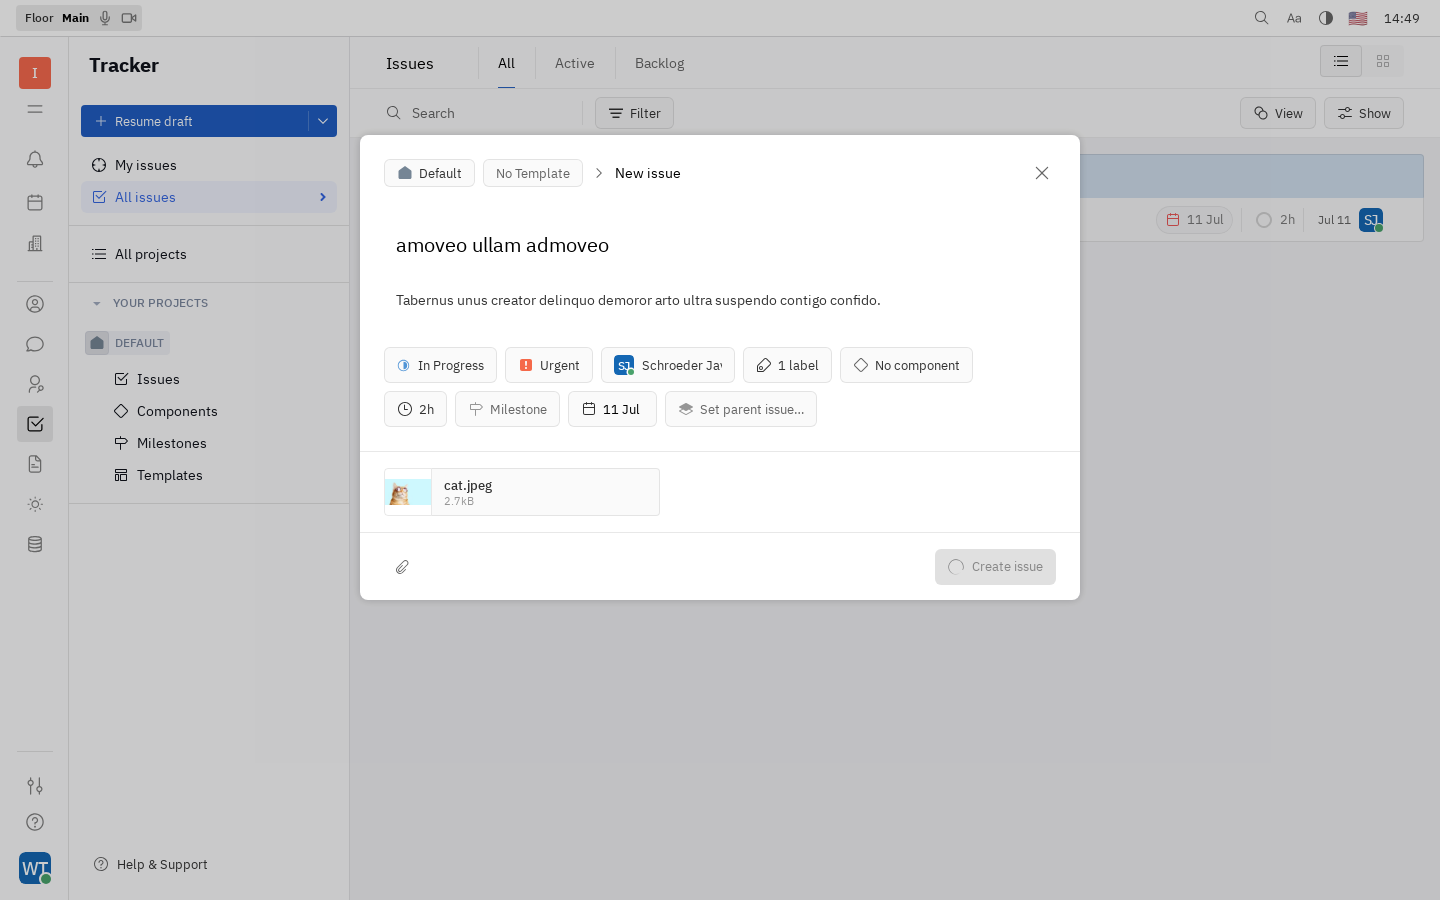 Floor Main
Aa
14:49
I
Tracker
Resume draft
My issues
All issues
All projects
YOUR PROJECTS
DEFAULT
Issues
Components
Milestones
Templates
Help & Support
WT
Issues
All
Active
Backlog
Search
Filter
View
Show
11 Jul
2h
Jul 11
SJ
Default
No Template
New issue
amoveo ullam admoveo
Tabernus unus creator delinquo demoror arto ultra suspendo contigo confido.
In Progress
Urgent
SJ
Schroeder Jav
1 label
No component
2h
Milestone
11 Jul
Set parent issue...
cat.jpeg
2.7kB
Create issue